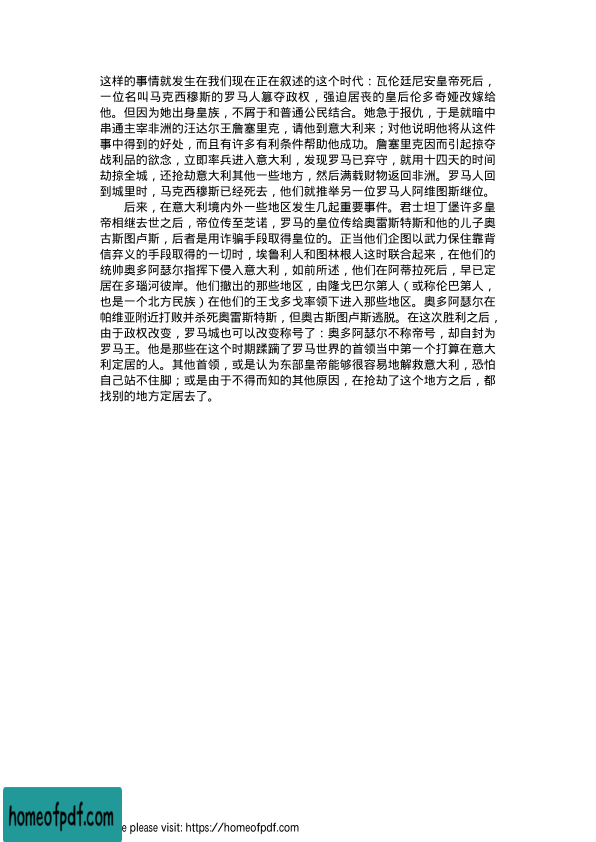 这样的事情就发生在我们现在正在叙述的这个时代：瓦伦廷尼安皇帝死后，
一位名叫马克西穆斯的罗马人篡夺政权，强迫居丧的皇后伦多奇娅改嫁给
他。但因为她出身皇族，不屑于和普通公民结合。她急于报仇，于是就暗中
串通主宰非洲的汪达尔王詹塞里克，请他到意大利来；对他说明他将从这件
事中得到的好处，而且有许多有利条件帮助他成功。詹塞里克因而引起掠夺
战利品的欲念，立即率兵进入意大利，发现罗马已弃守，就用十四天的时间
劫掠全城，还抢劫意大利其他一些地方，然后满载财物返回非洲。罗马人回
到城里时，马克西穆斯已经死去，他们就推举另一位罗马人阿维图斯继位。
后来，在意大利境内外一些地区发生几起重要事件。君士坦丁堡许多皇
帝相继去世之后，帝位传至芝诺，罗马的皇位传给奥雷斯特斯和他的儿子奥
古斯图卢斯，后者是用诈骗手段取得皇位的。正当他们企图以武力保住靠背
信弃义的手段取得的一切时，埃鲁利人和图林根人这时联合起来，在他们的
统帅奥多阿瑟尔指挥下侵入意大利，如前所述，他们在阿蒂拉死后，早已定
居在多瑙河彼岸。他们撤出的那些地区，由隆戈巴尔第人（或称伦巴第人，
也是一个北方民族）在他们的王戈多戈率领下进入那些地区。奥多阿瑟尔在
帕维亚附近打败并杀死奥雷斯特斯，但奥古斯图卢斯逃脱。在这次胜利之后，
由于政权改变，罗马城也可以改变称号了：奥多阿瑟尔不称帝号，却自封为
罗马王。他是那些在这个时期蹂躏了罗马世界的首领当中第一个打算在意大
利定居的人。其他首领，或是认为东部皇帝能够很容易地解救意大利，恐怕
自己站不住脚；或是由于不得而知的其他原因，在抢劫了这个地方之后，都
找别的地方定居去了。
homeofpdf.com
e please visit: https://homeofpdf.com